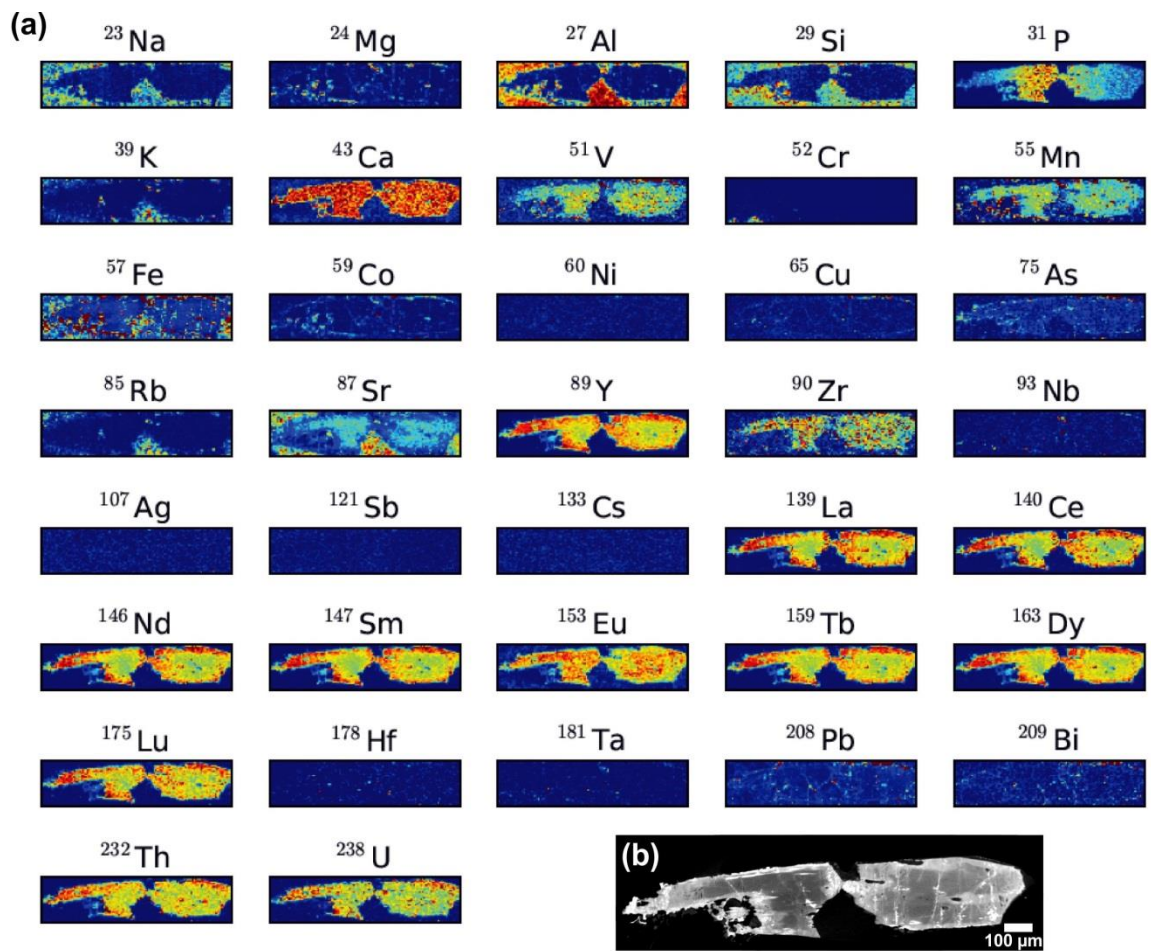 (a)
23Na 24Mg 27Al 29Si 31P
39K 43Ca 51V 52Cr 55Mn
57Fe 59Co 60Ni 65Cu 75As
85Rb 87Sr 89Y 90Zr 93Nb
107Ag 121Sb 133Cs 139La 140Ce
146Nd 147Sm 153Eu 159Tb 163Dy
175Lu 178Hf 181Ta 208Pb 209Bi
232Th 238U
(b)
100 µm